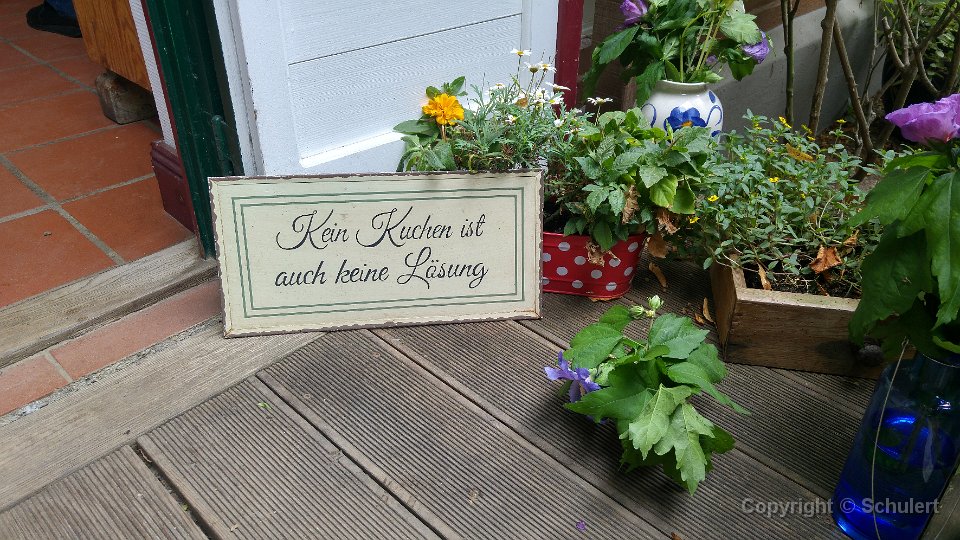 Kein Kuchen ist
auch keine Lösung
Copyright © Schulert